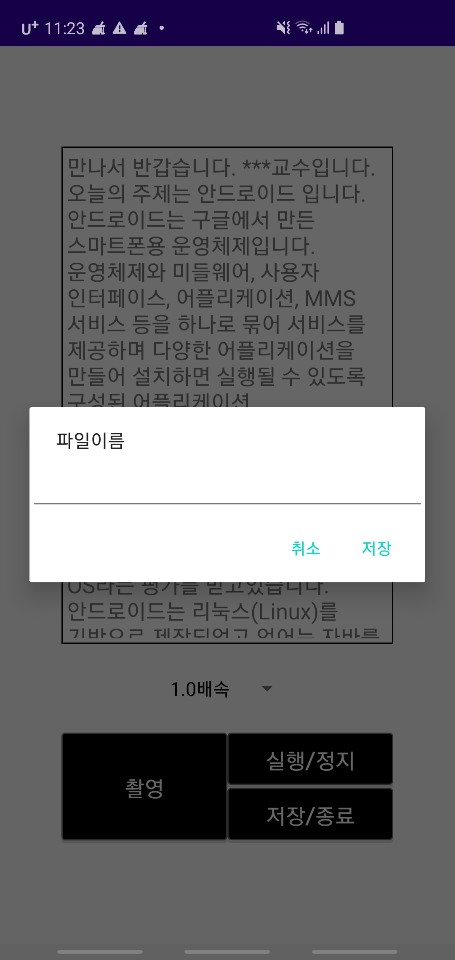 U+ 11:23
만나서 반갑습니다. ***교수입니다.
오늘의 주제는 안드로이드 입니다.
안드로이드는 구글에서 만든
스마트폰용 운영체제입니다.
운영체제와 미들웨어, 사용자
인터페이스, 어플리케이션, MMS
서비스 등을 하나로 묶어 서비스를
제공하며 다양한 어플리케이션을
만들어 설치하면 실행될 수 있도록
구성된 어플리케이션
파일이름
취소 저장
OS라는 평가를 받고있습니다.
안드로이드는 리눅스(Linux)를
기반으로 제작되었고 언어는 자바를
1.0배속
촬영
실행/정지
저장/종료